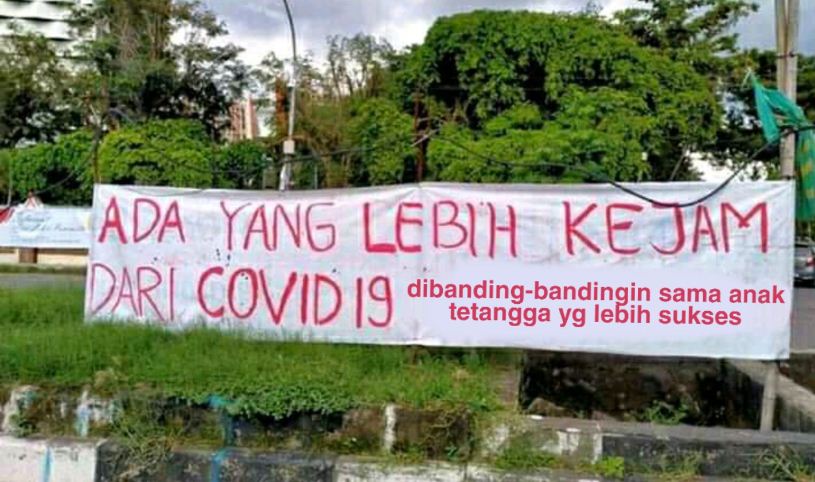 ADA YANG LEBIH KEJAM
DARI COVID 19 dibanding-bandingin sama anak
tetangga yg lebih sukses